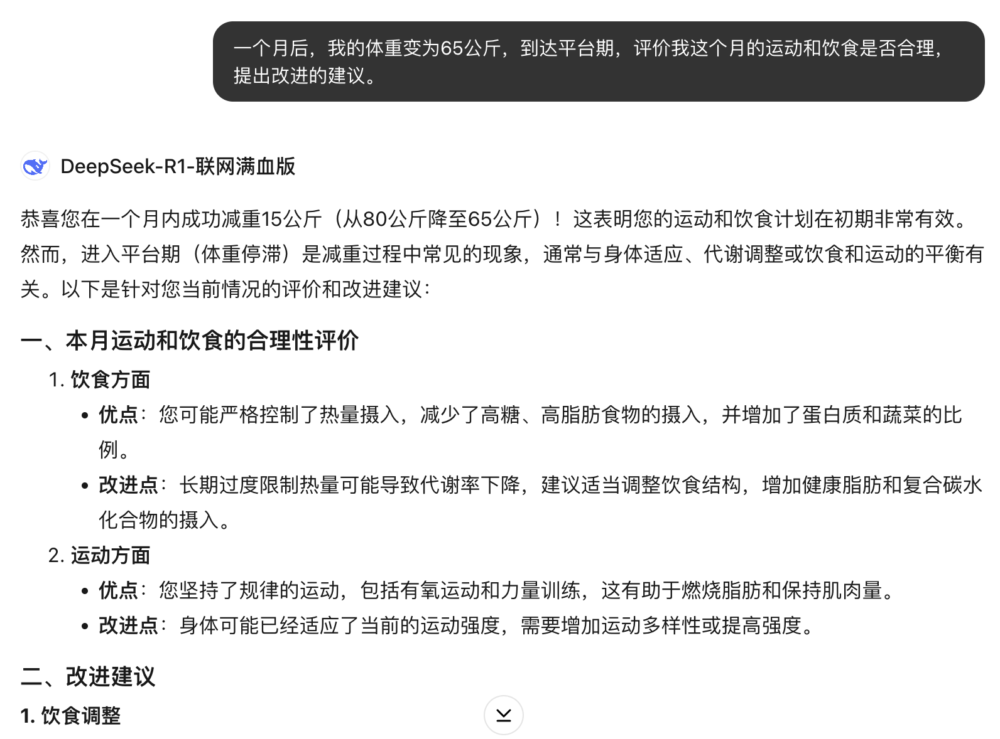 一个月后，我的体重变为65公斤，到达平台期，评价我这个月的运动和饮食是否合理，
提出改进的建议。
DeepSeek-R1-联网满血版
恭喜您在一个月内成功减重15公斤（从80公斤降至65公斤）！这表明您的运动和饮食计划在初期非常有效。
然而，进入平台期（体重停滞）是减重过程中常见的现象，通常与身体适应、代谢调整或饮食和运动的平衡有
关。以下是针对您当前情况的评价和改进建议：
一、本月运动和饮食的合理性评价
1. 饮食方面
• 优点：您可能严格控制了热量摄入，减少了高糖、高脂肪食物的摄入，并增加了蛋白质和蔬菜的比
例。
• 改进点：长期过度限制热量可能导致代谢率下降，建议适当调整饮食结构，增加健康脂肪和复合碳水
化合物的摄入。
2. 运动方面
• 优点：您坚持了规律的运动，包括有氧运动和力量训练，这有助于燃烧脂肪和保持肌肉量。
• 改进点：身体可能已经适应了当前的运动强度，需要增加运动多样性或提高强度。
二、改进建议
1. 饮食调整